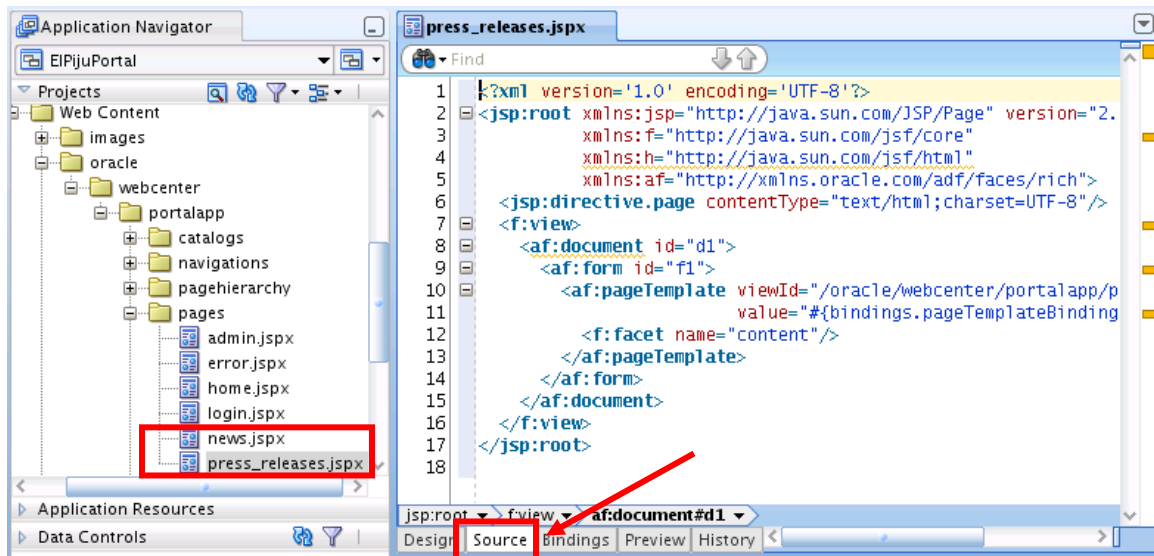 Application Navigator
ElPijuPortal
Projects
Web Content
images
oracle
webcenter
portalapp
catalogs
navigations
pagehierarchy
pages
admin.jspx
error.jspx
home.jspx
login.jspx
news.jspx
press_releases.jspx
Application Resources
Data Controls
press_releases.jspx
Find
1 <?xml version='1.0' encoding='UTF-8'?>
2 <jsp:root xmlns:jsp="http://java.sun.com/JSP/Page" version="2.
3 xmlns:f="http://java.sun.com/jsf/core"
4 xmlns:h="http://java.sun.com/jsf/html"
5 xmlns:af="http://xmlns.oracle.com/adf/faces/rich">
6 <jsp:directive.page contentType="text/html;charset=UTF-8"/>
7 <f:view>
8 <af:document id="d1">
9 <af:form id="f1">
10 <af:pageTemplate viewId="/oracle/webcenter/portalapp/p
11 value="#{bindings.pageTemplateBinding
12 <f:facet name="content"/>
13 </af:pageTemplate>
14 </af:form>
15 </af:document>
16 </f:view>
17 </jsp:root>
18
jsp:root f:view af:document#d1
Design Source Bindings Preview History